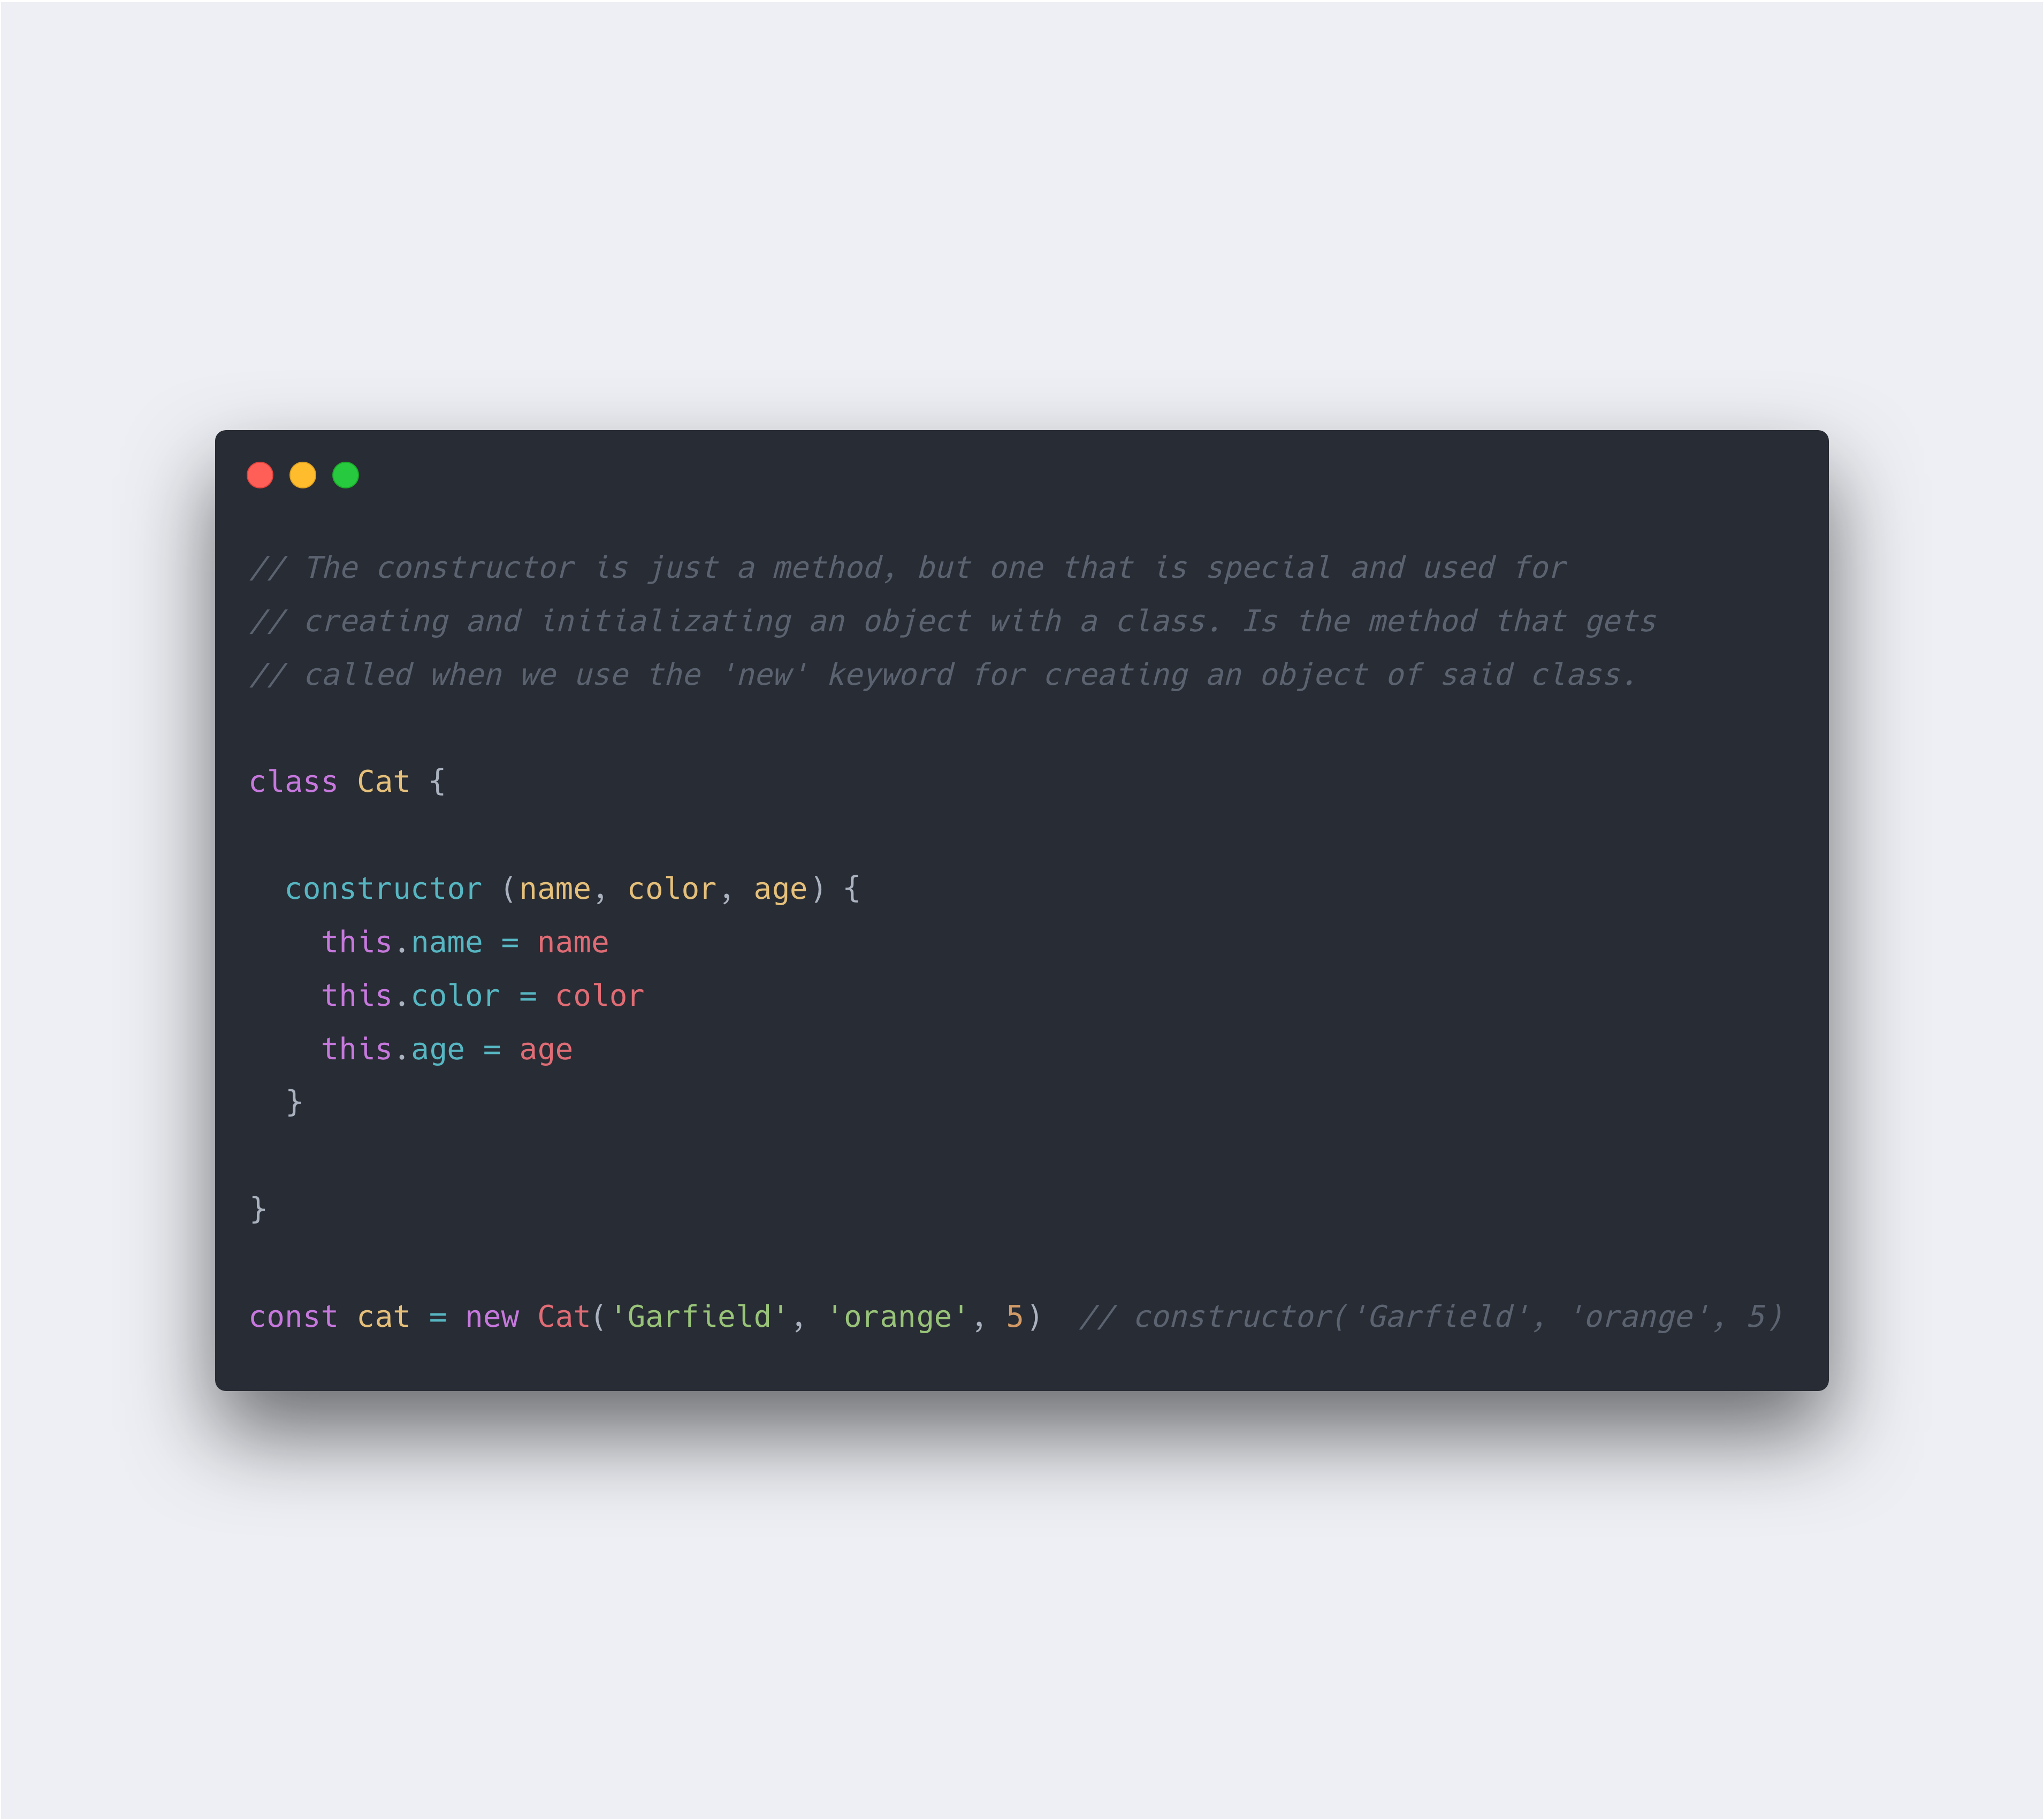 // The constructor is just a method, but one that is special and used for
// creating and initializating an object with a class. Is the method that gets
// called when we use the 'new' keyword for creating an object of said class.
class Cat {
constructor (name, color, age) {
this.name = name
this.color = color
this.age = age
}
}
const cat = new Cat('Garfield', 'orange', 5)  // constructor('Garfield', 'orange', 5)